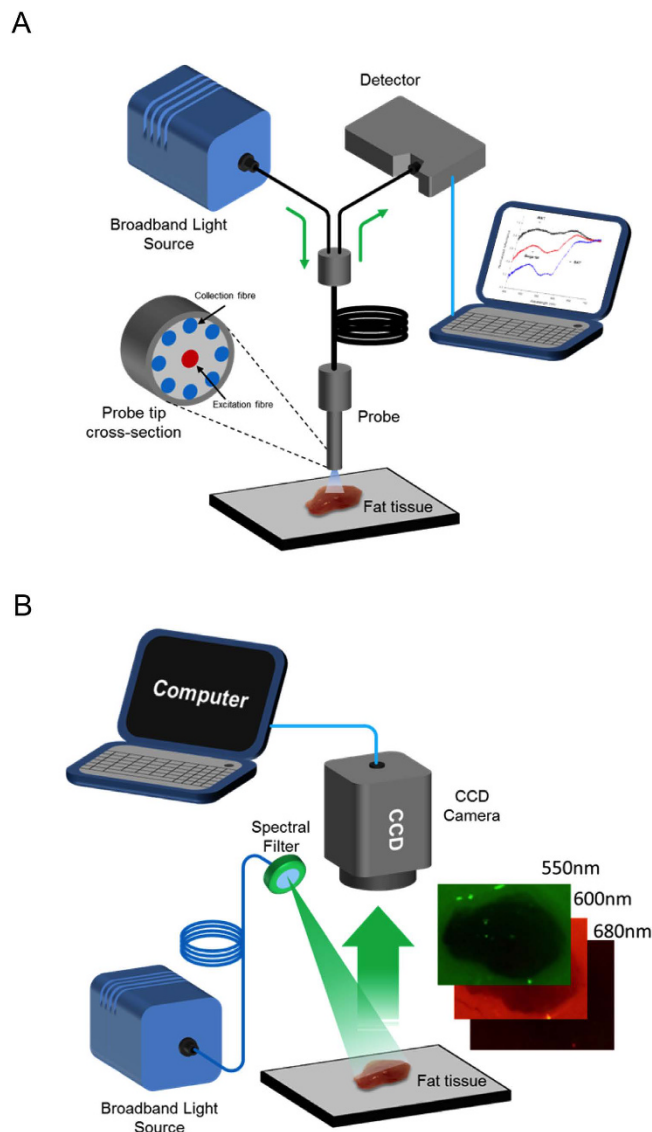 A
Detector
Broadband Light
Source
Collection fibre
Excitation fibre
Probe tip
cross-section
Probe
Fat tissue
B
Computer
CCD
CCD
Camera
Spectral
Filter
550nm
600nm
680nm
Fat tissue
Broadband Light
Source